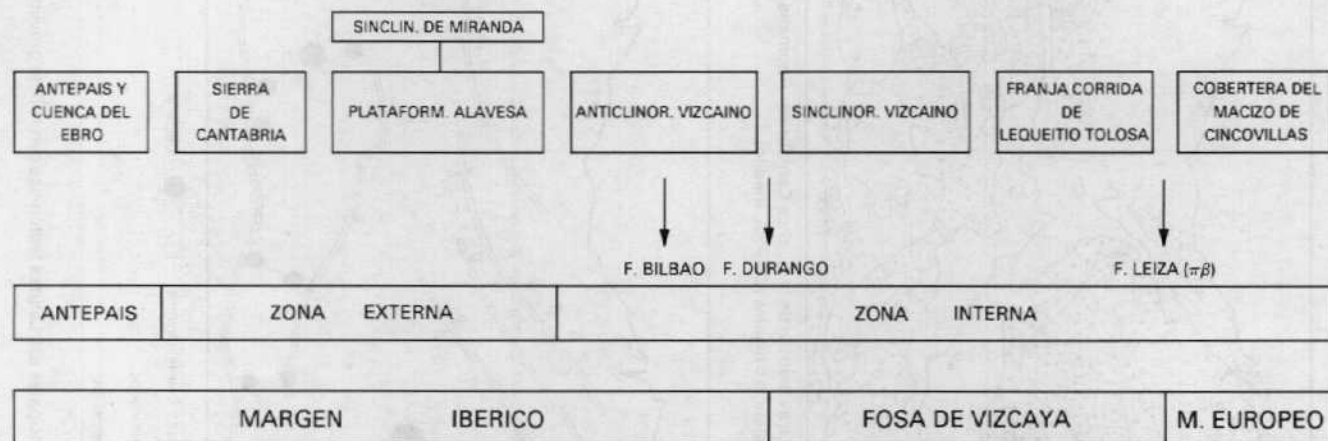 SINCLIN. DE MIRANDA
ANTEPAIS Y
CUENCA DEL
EBRO
SIERRA
DE
CANTABRIA
PLATAFORM. ALAVESA
ANTICLINOR. VIZCAINO
SINCLINOR. VIZCAINO
FRANJA CORRIDA
DE
LEQUEITIO TOLOSA
COBERTERA DEL
MACIZO DE
CINCOVILLAS
F. BILBAO
F. DURANGO
F. LEIZA (πβ)
ANTEPAIS
ZONA EXTERNA
ZONA INTERNA
MARGEN IBERICO
FOSA DE VIZCAYA
M. EUROPEO